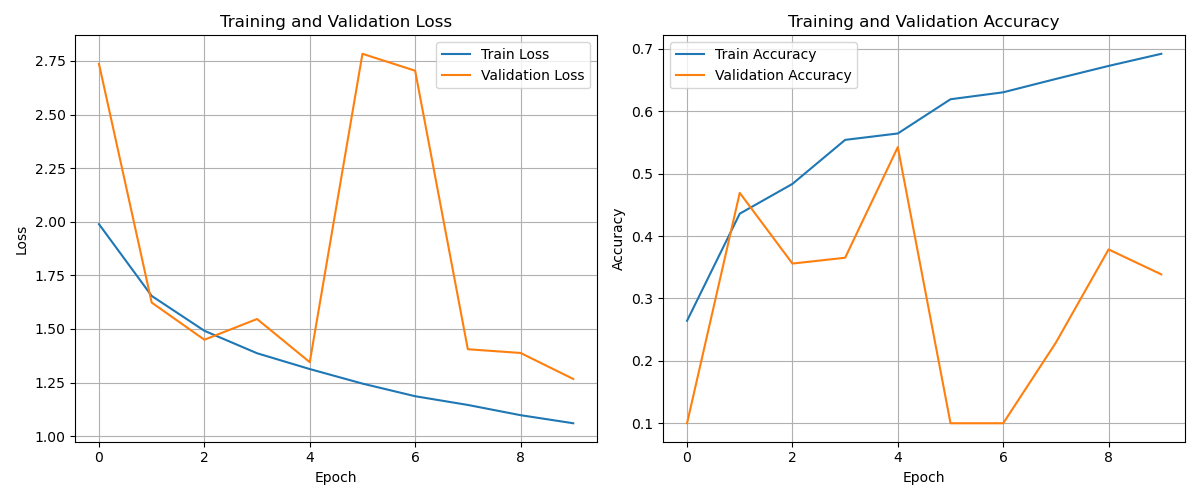 Training and Validation Loss
Train Loss
Validation Loss
2.75
2.50
2.25
2.00
1.75
1.50
1.25
1.00
Loss
0 2 4 6 8
Epoch
Training and Validation Accuracy
Train Accuracy
Validation Accuracy
0.7
0.6
0.5
0.4
0.3
0.2
0.1
Accuracy
0 2 4 6 8
Epoch